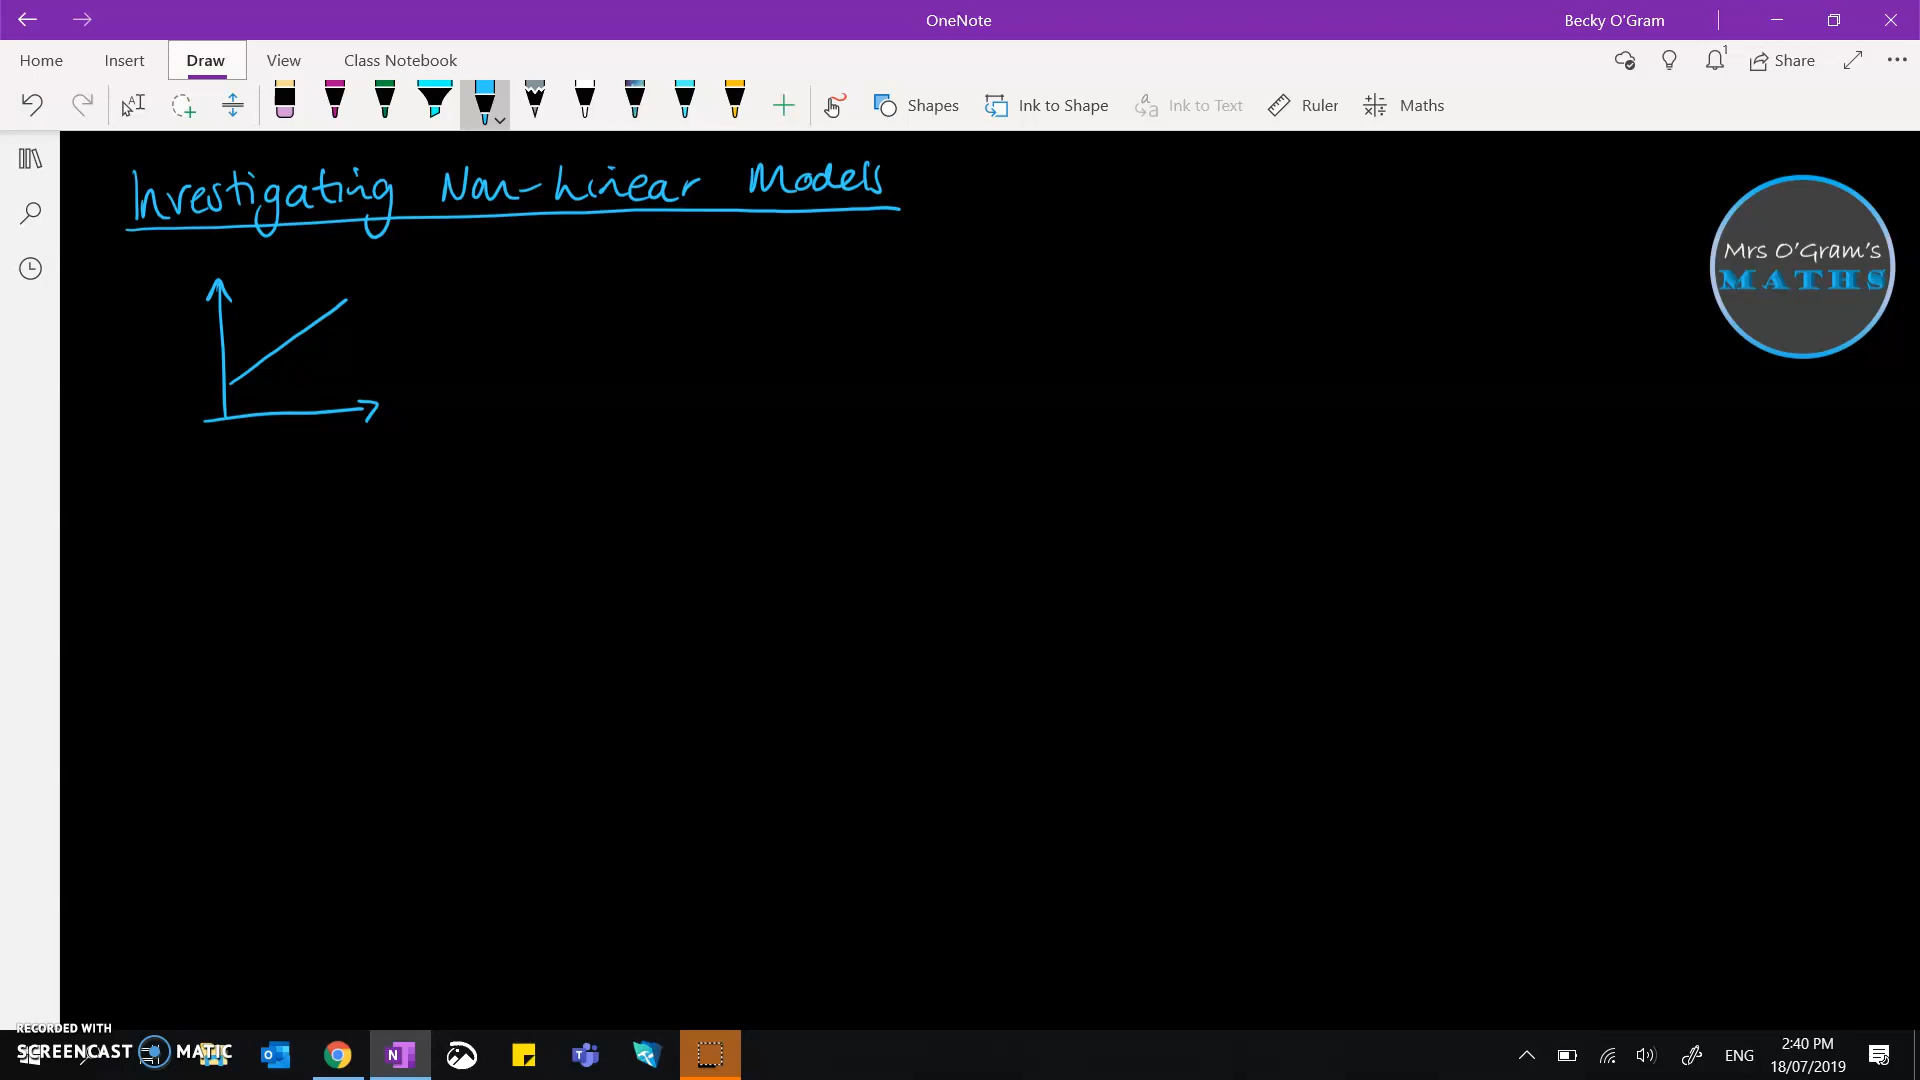 OneNote
Becky O'Gram
Home Insert Draw View Class Notebook
1
Share
Shapes Ink to Shape Ink to Text Ruler Maths
Investigating Non-Linear Models
Mrs O'Gram's
MATHS
RECORDED WITH
SCREENCAST MATIC
ENG
2:40 PM
18/07/2019